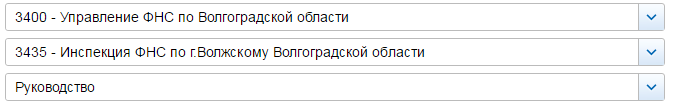 3400 - Управление ФНС по Волгоградской области
3435 - Инспекция ФНС по г.Волжскому Волгоградской области
Руководство